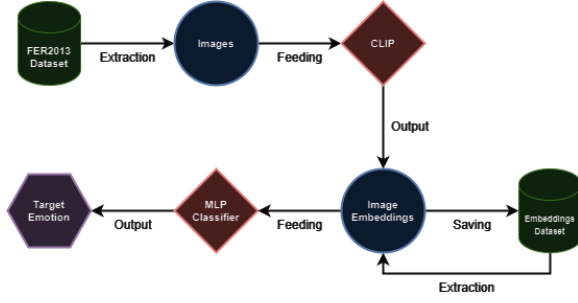 FER2013
Dataset
Extraction
Images
Feeding
CLIP
Output
Target
Emotion
Output
MLP
Classifier
Feeding
Image
Embeddings
Saving
Embeddings
Dataset
Extraction